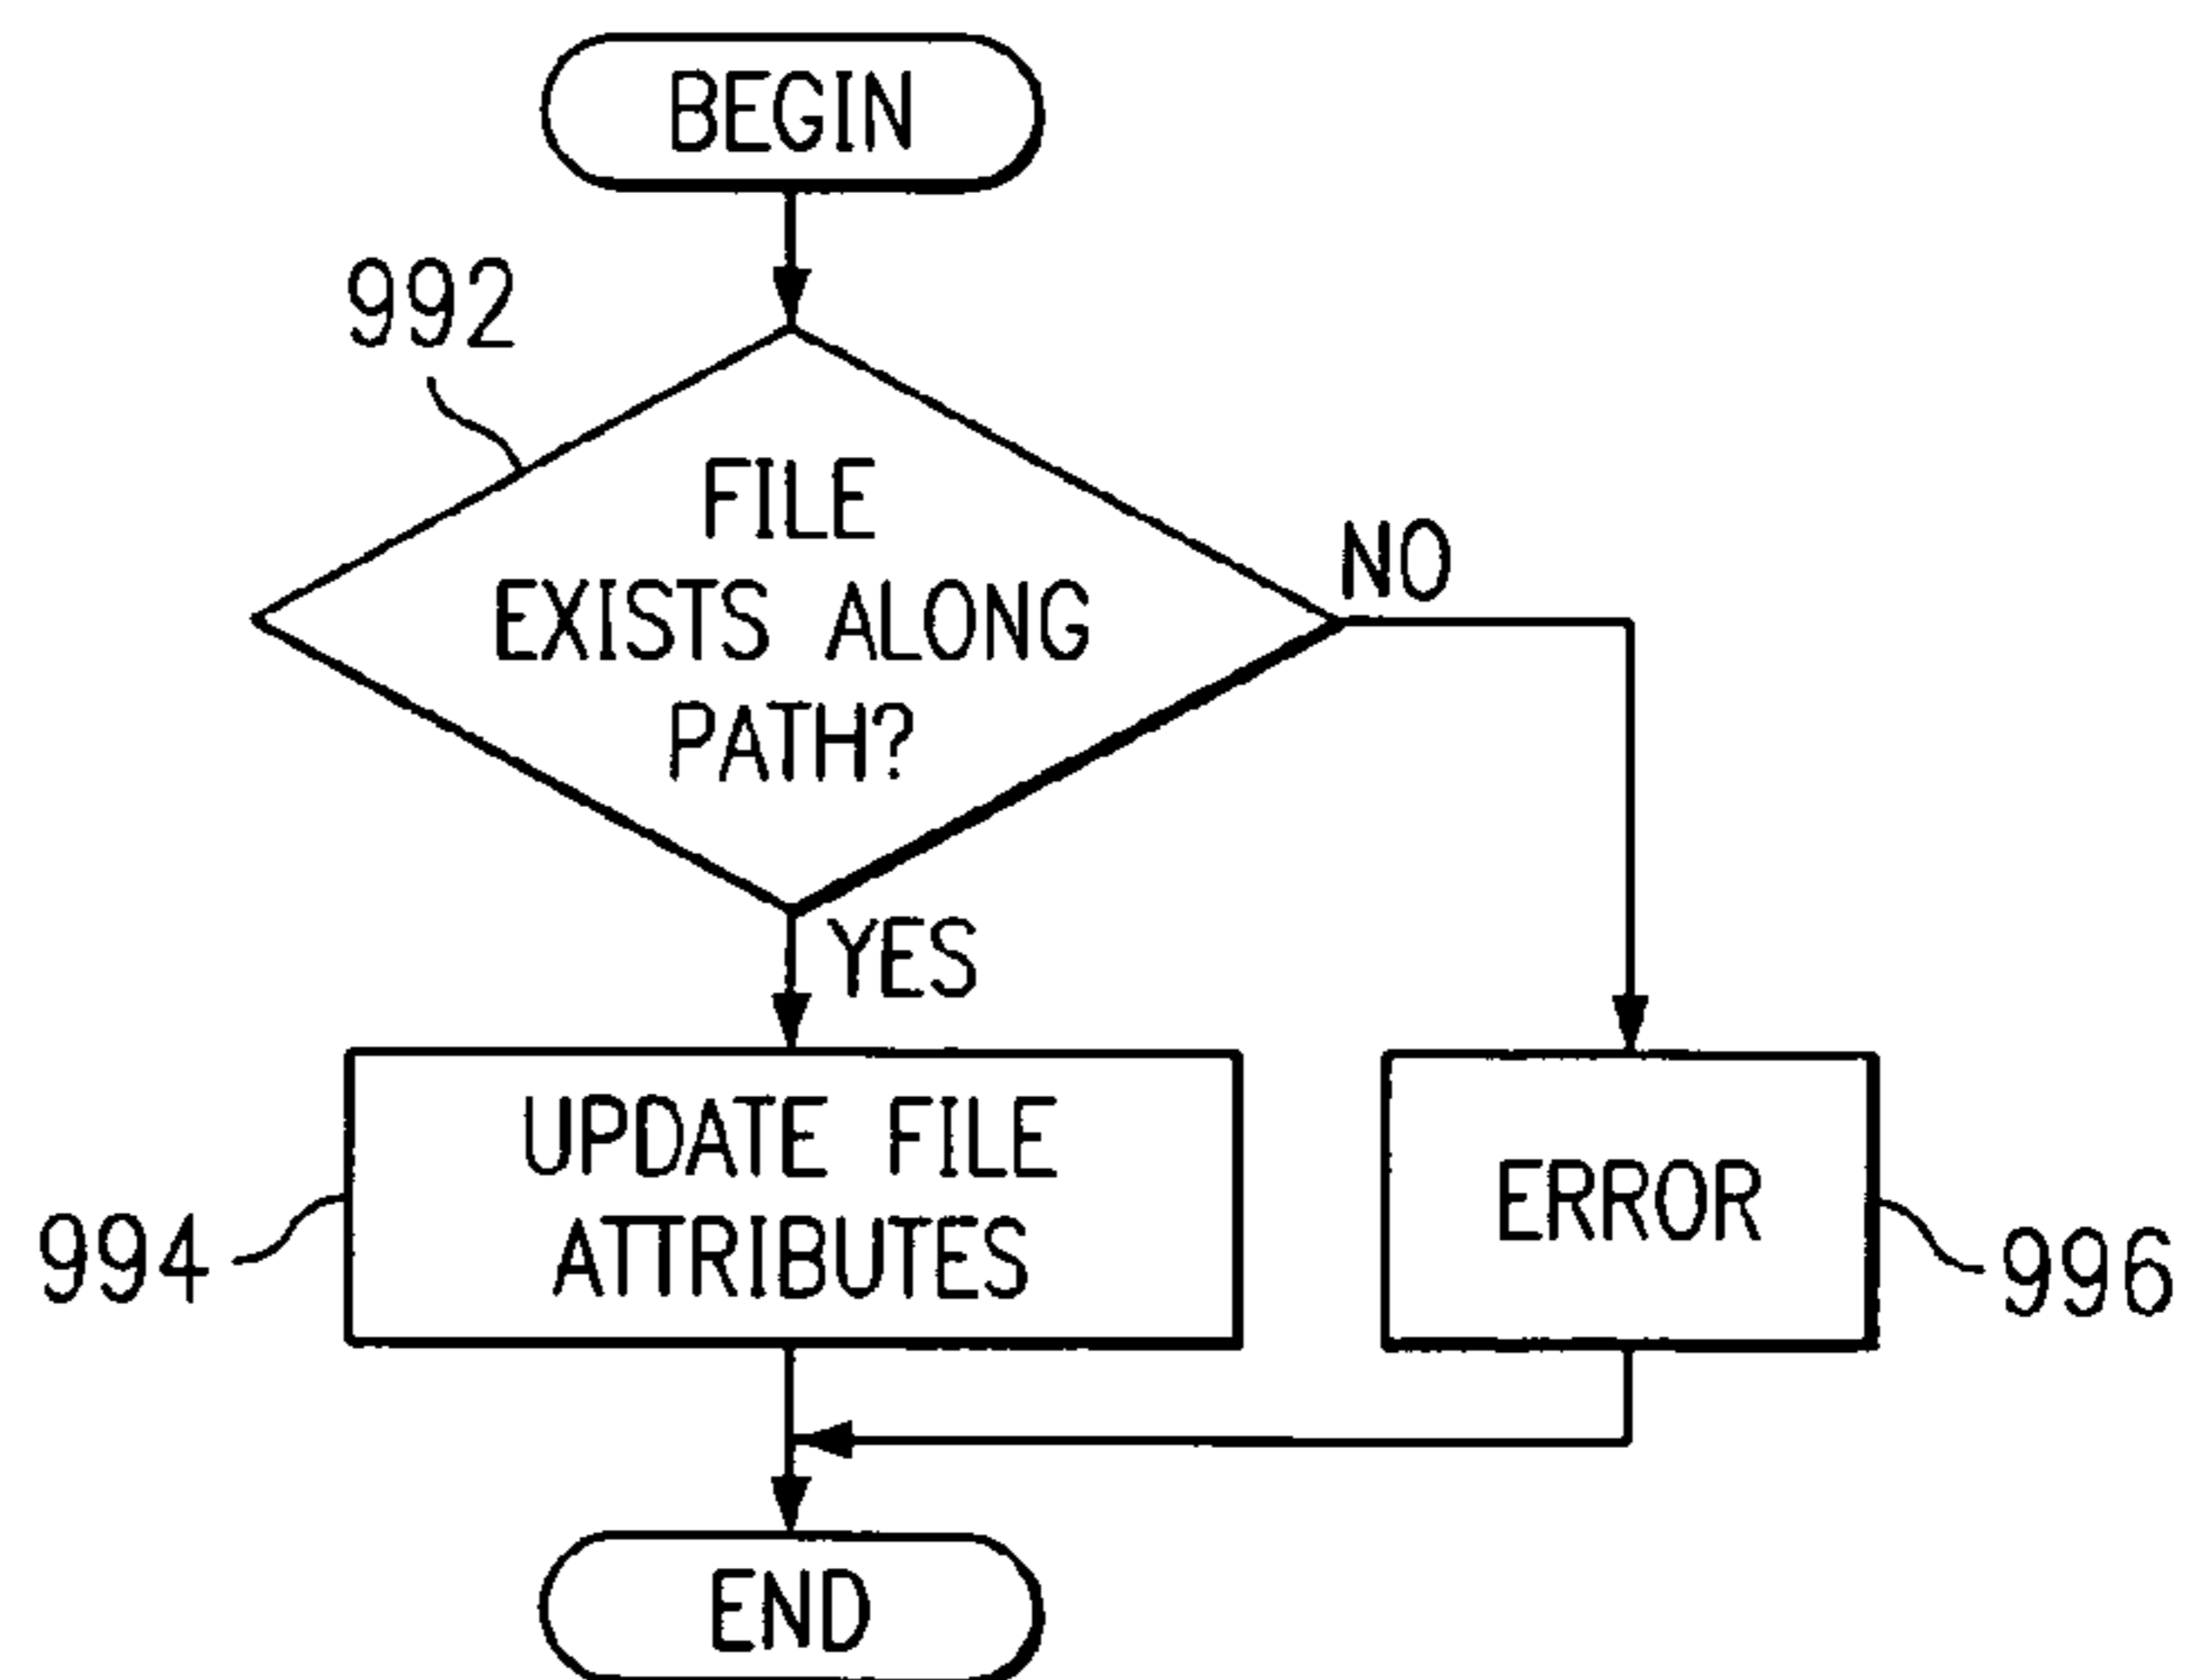 BEGIN
992
FILE
EXISTS ALONG
PATH?
NO
YES
UPDATE FILE
ATTRIBUTES
994
ERROR
996
END